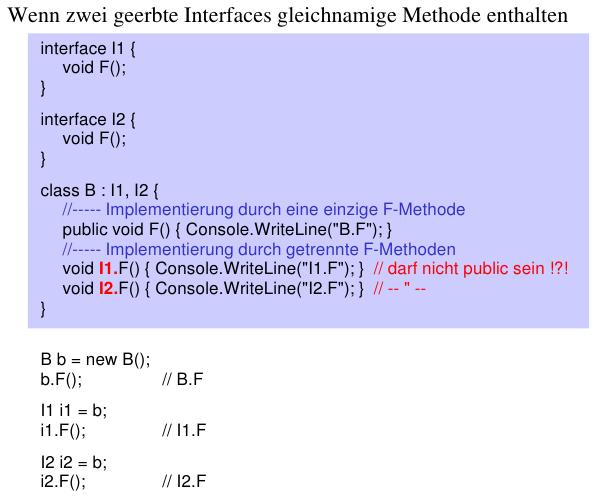 Wenn zwei geerbte Interfaces gleichnamige Methode enthalten
interface I1 {
void F();
}
interface I2 {
void F();
}
class B : I1, I2 {
//----- Implementierung durch eine einzige F-Methode
public void F() { Console.WriteLine("B.F"); }
//----- Implementierung durch getrennte F-Methoden
void I1.F() { Console.WriteLine("I1.F"); } // darf nicht public sein !?!
void I2.F() { Console.WriteLine("I2.F"); } // -- " --
}
B b = new B();
b.F(); // B.F
I1 i1 = b;
i1.F(); // I1.F
I2 i2 = b;
i2.F(); // I2.F